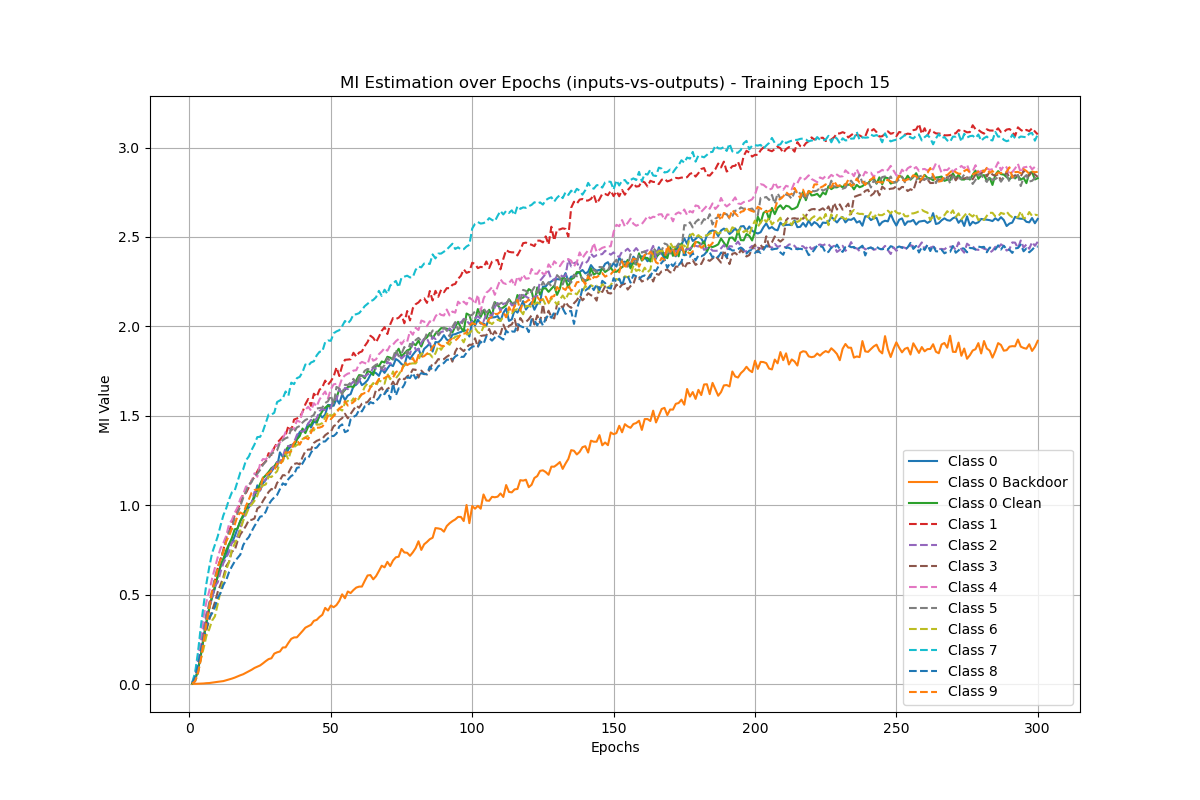 MI Estimation over Epochs (inputs-vs-outputs) - Training Epoch 15
MI Value
3.0
2.5
2.0
1.5
1.0
0.5
0.0
0
50
100
150
200
250
300
Epochs
Class 0
Class 0 Backdoor
Class 0 Clean
Class 1
Class 2
Class 3
Class 4
Class 5
Class 6
Class 7
Class 8
Class 9